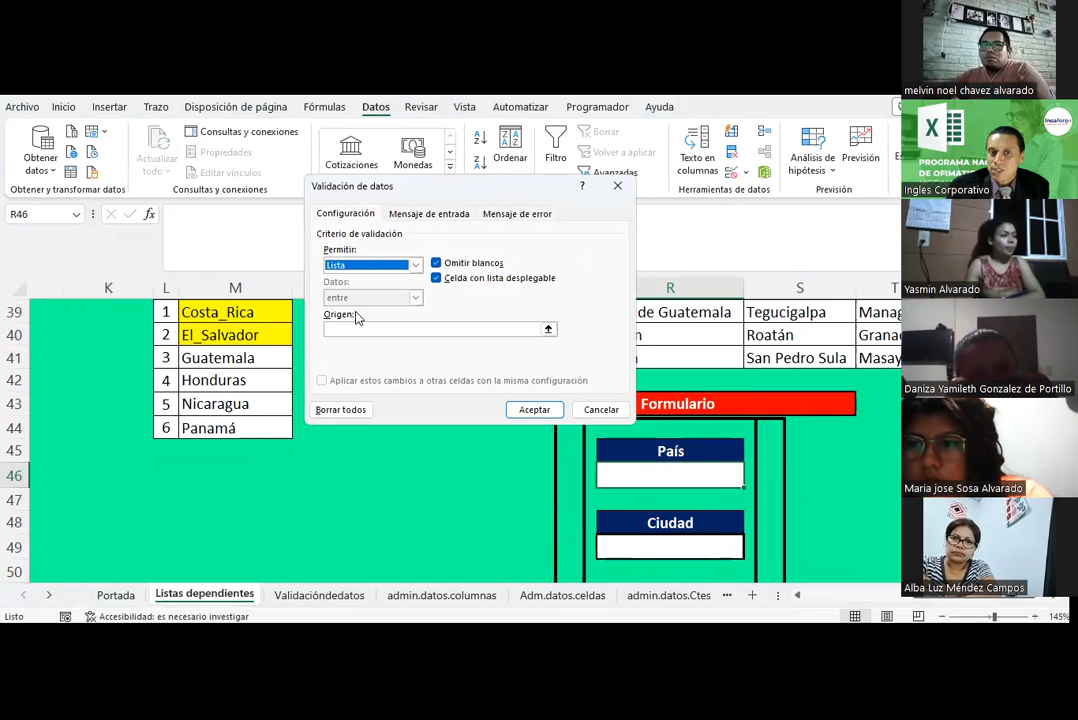 melvin noel chavez alvarado
Archivo Inicio Insertar Trazo Disposición de página Fórmulas Datos Revisar Vista Automatizar Programador Ayuda
Obtener datos
Actualizar todo
Consultas y conexiones
Propiedades
Editar vínculos
Cotizaciones
Monedas
Ordenar
Filtro
Borrar
Volver a aplicar
Avanzadas
Texto en columnas
Análisis de hipótesis
Previsión
Obtener y transformar datos
Consultas y conexiones
Herramientas de datos
Previsión
Insaforp
PROGRAMA NAC
DE OFIMÁTIC
Ingles Corporativo
R46
fx
Validación de datos
?
Configuración Mensaje de entrada Mensaje de error
Criterio de validación
Permitir:
Lista
Omitir blancos
Celda con lista desplegable
Datos:
entre
Origen:
Aplicar estos cambios a otras celdas con la misma configuración
Borrar todos
Aceptar
Cancelar
K L M R S T
39 1 Costa_Rica de Guatemala Tegucigalpa Manag
40 2 El_Salvador Roatán Granad
41 3 Guatemala San Pedro Sula Masay
42 4 Honduras
43 5 Nicaragua Formulario
44 6 Panamá
45 País
46
47
48 Ciudad
49
50
Yasmin Alvarado
Daniza Yamileth Gonzalez de Portillo
Maria jose Sosa Alvarado
Alba Luz Méndez Campos
Portada Listas dependientes Validacióndedatos admin.datos.columnas Adm.datos.celdas admin.datos.Ctes
Listo
Accesibilidad: es necesario investigar
145%